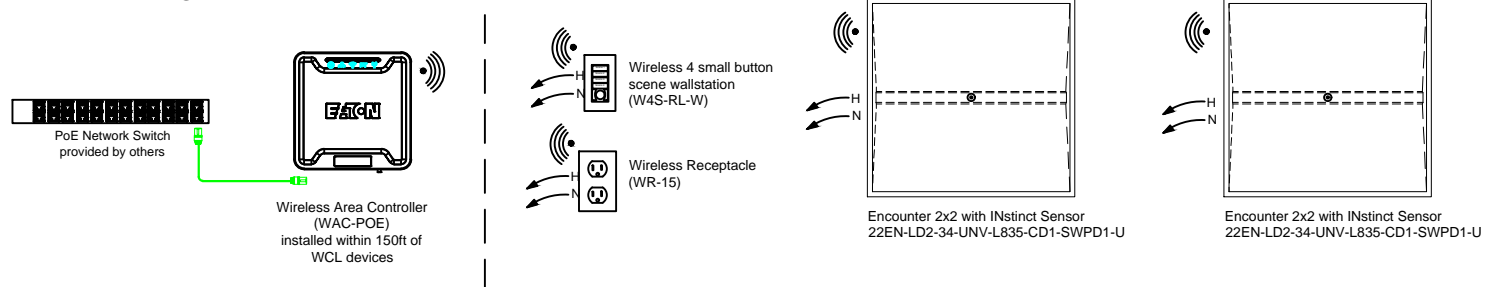 PoE Network Switch
provided by others
EATON
Wireless Area Controller
(WAC-POE)
installed within 150ft of
WCL devices
H
N
Wireless 4 small button
scene wallstation
(W4S-RL-W)
H
N
Wireless Receptacle
(WR-15)
H
N
Encounter 2x2 with INstinct Sensor
22EN-LD2-34-UNV-L835-CD1-SWPD1-U
H
N
Encounter 2x2 with INstinct Sensor
22EN-LD2-34-UNV-L835-CD1-SWPD1-U